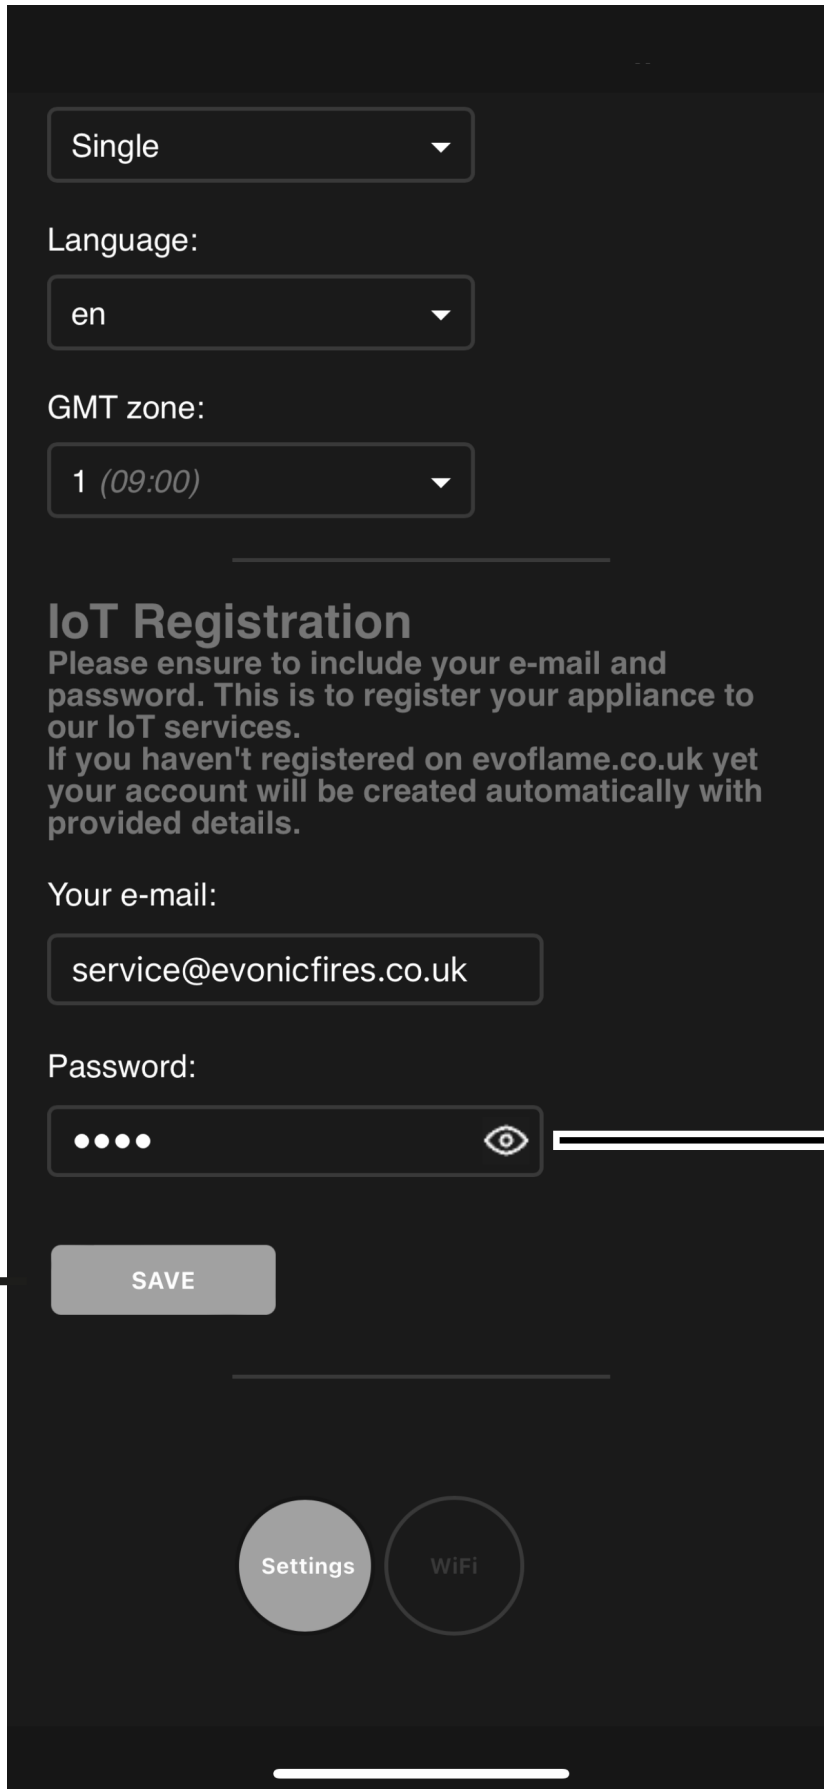 Single
Language:
en
GMT zone:
1 (09:00)
IoT Registration
Please ensure to include your e-mail and
password. This is to register your appliance to
our IoT services.
If you haven't registered on evoflame.co.uk yet
your account will be created automatically with
provided details.
Your e-mail:
service@evonicfires.co.uk
Password:
••••
SAVE
Settings
WiFi